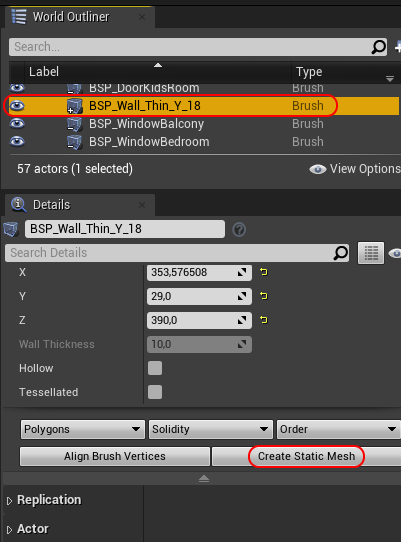 World Outliner
Search...
Label Type
BSP_DoorKidsRoom Brush
BSP_Wall_Thin_Y_18 Brush
BSP_WindowBalcony Brush
BSP_WindowBedroom Brush
57 actors (1 selected) View Options
Details
BSP_Wall_Thin_Y_18
Search Details
X 353,576508
Y 29,0
Z 390,0
Wall Thickness 10,0
Hollow
Tessellated
Polygons Solidity Order
Align Brush Vertices Create Static Mesh
Replication
Actor